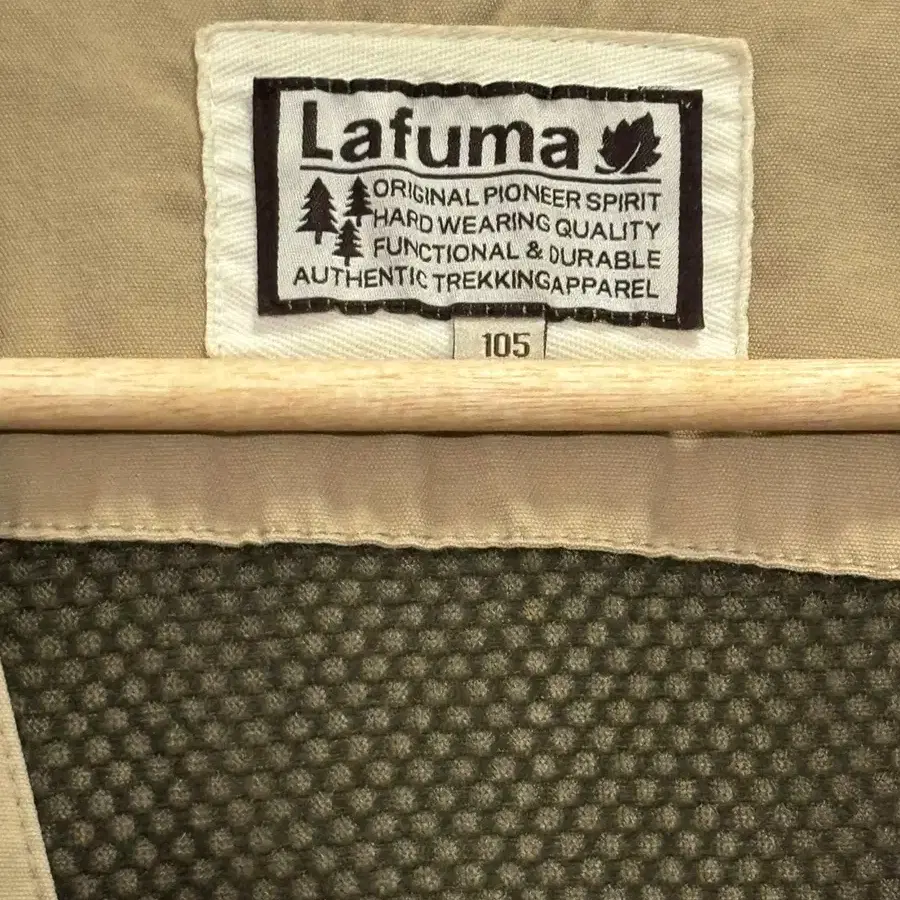 Lafuma
ORIGINAL PIONEER SPIRIT
HARD WEARING QUALITY
FUNCTIONAL & DURABLE
AUTHENTIC TREKKING APPAREL
105